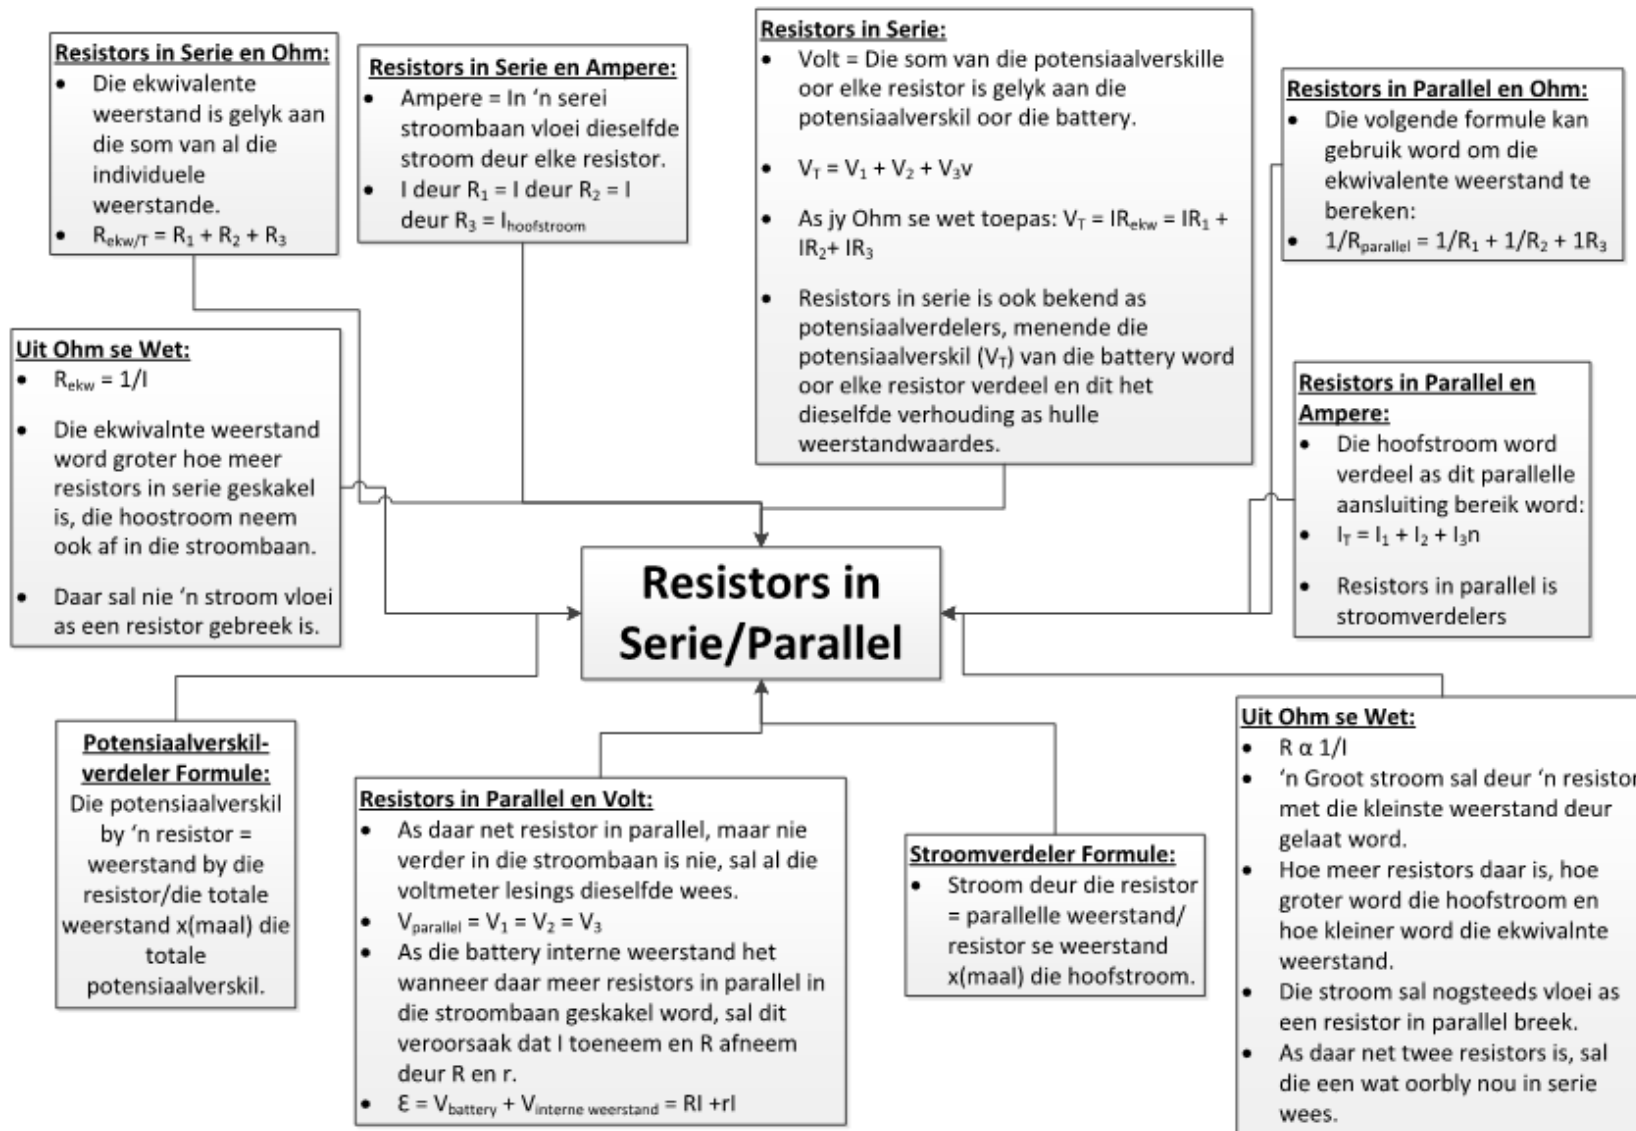 Resistors in Serie en Ohm:
• Die ekwivalente
weerstand is gelyk aan
die som van al die
individuele
weerstande.
• R_ekw/T = R₁ + R₂ + R₃
Resistors in Serie en Ampere:
• Ampere = In ‘n serei
stroombaan vloei dieselfde
stroom deur elke resistor.
• I deur R₁ = I deur R₂ = I
deur R₃ = I_hoofstroom
Resistors in Serie:
• Volt = Die som van die potensiaalverskille
oor elke resistor is gelyk aan die
potensiaalverskil oor die battery.
• V_T = V₁ + V₂ + V₃v
• As jy Ohm se wet toepas: V_T = IR_ekw = IR₁ +
IR₂+ IR₃
• Resistors in serie is ook bekend as
potensiaalverdelers, menende die
potensiaalverskil (V_T) van die battery word
oor elke resistor verdeel en dit het
dieselfde verhouding as hulle
weerstandwaardes.
Resistors in Parallel en Ohm:
• Die volgende formule kan
gebruik word om die
ekwivalente weerstand te
bereken:
• 1/R_parallel = 1/R₁ + 1/R₂ + 1R₃
Uit Ohm se Wet:
• R_ekw = 1/I
• Die ekwivalnte weerstand
word groter hoe meer
resistors in serie geskakel
is, die hoostroom neem
ook af in die stroombaan.
• Daar sal nie ‘n stroom vloei
as een resistor gebreek is.
Resistors in Parallel en
Ampere:
• Die hoofstroom word
verdeel as dit parallelle
aansluiting bereik word:
• I_T = I₁ + I₂ + I₃n
• Resistors in parallel is
stroomverdelers
Resistors in
Serie/Parallel
Potensiaalverskil-
verdeler Formule:
Die potensiaalverskil
by ‘n resistor =
weerstand by die
resistor/die totale
weerstand x(maal) die
totale
potensiaalverskil.
Resistors in Parallel en Volt:
• As daar net resistor in parallel, maar nie
verder in die stroombaan is nie, sal al die
voltmeter lesings dieselfde wees.
• V_parallel = V₁ = V₂ = V₃
• As die battery interne weerstand het
wanneer daar meer resistors in parallel in
die stroombaan geskakel word, sal dit
veroorsaak dat I toeneem en R afneem
deur R en r.
• Ɛ = V_battery + V_interne weerstand = RI +rI
Stroomverdeler Formule:
• Stroom deur die resistor
= parallelle weerstand/
resistor se weerstand
x(maal) die hoofstroom.
Uit Ohm se Wet:
• R α 1/I
• ‘n Groot stroom sal deur ‘n resistor
met die kleinste weerstand deur
gelaat word.
• Hoe meer resistors daar is, hoe
groter word die hoofstroom en
hoe kleiner word die ekwivalnte
weerstand.
• Die stroom sal nogsteeds vloei as
een resistor in parallel breek.
• As daar net twee resistors is, sal
die een wat oorbly nou in serie
wees.